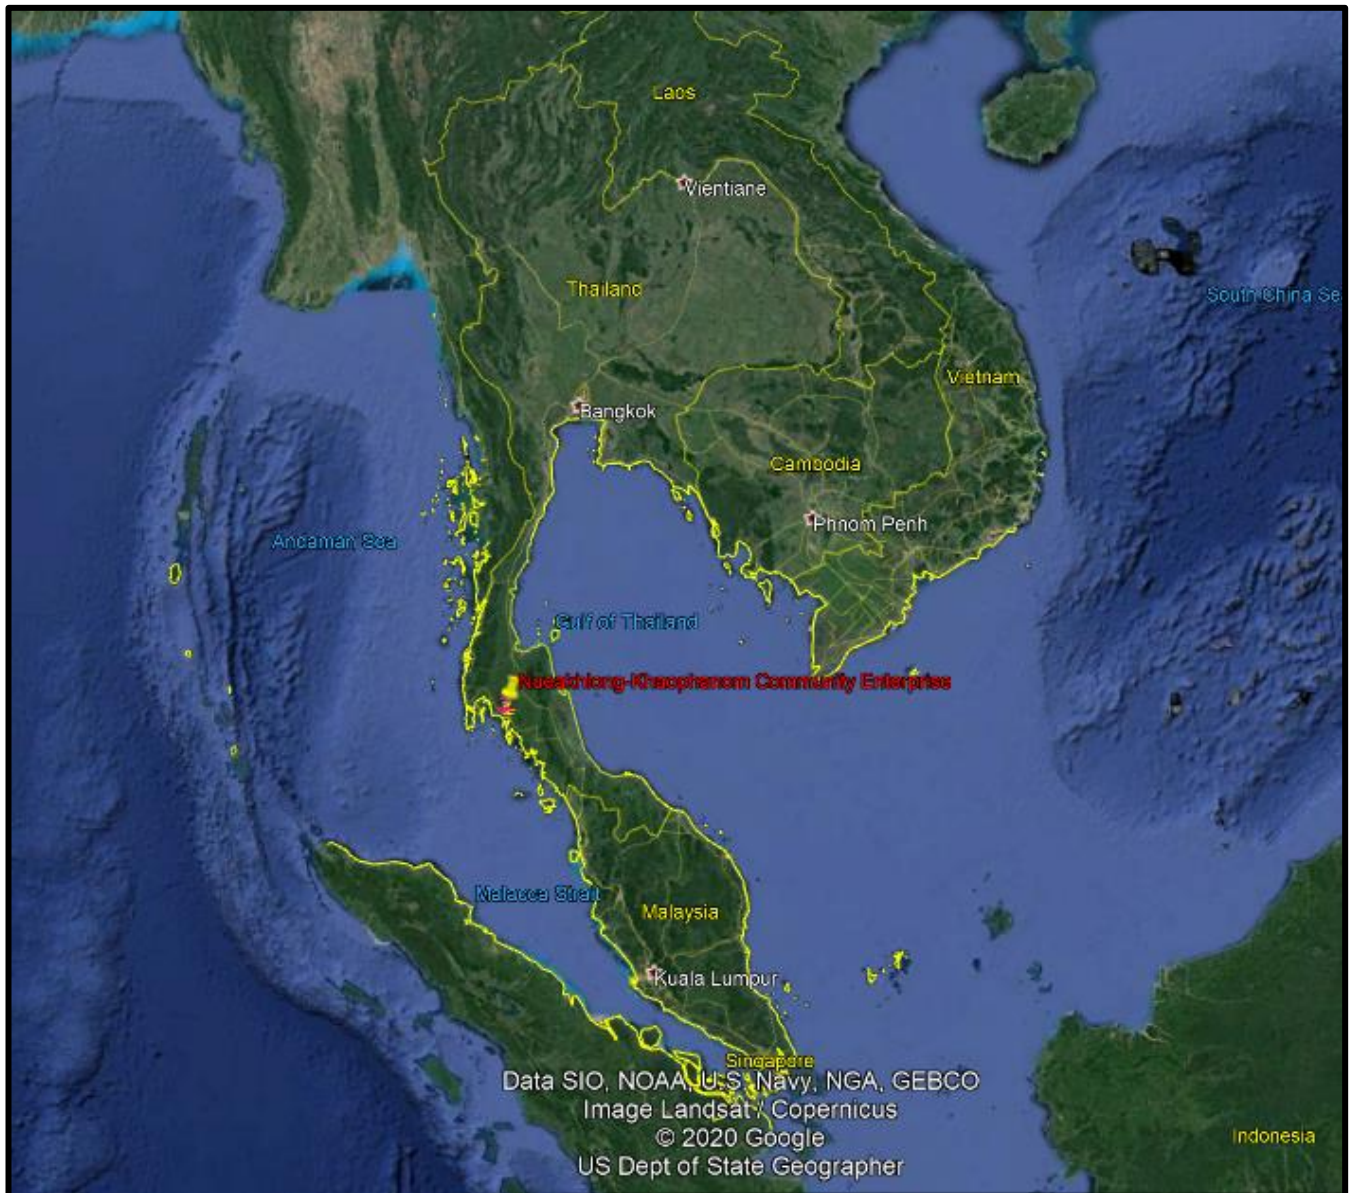 Laos
Vientiane
Thailand
South China Se
Vietnam
Bangkok
Cambodia
Phnom Penh
Andaman Sea
Gulf of Thailand
Nueakhlong-Khaophanom Community Enterprise
Malacca Strait
Malaysia
Kuala Lumpur
Singapore
Data SIO, NOAA, U.S. Navy, NGA, GEBCO
Image Landsat / Copernicus
© 2020 Google
US Dept of State Geographer
Indonesia